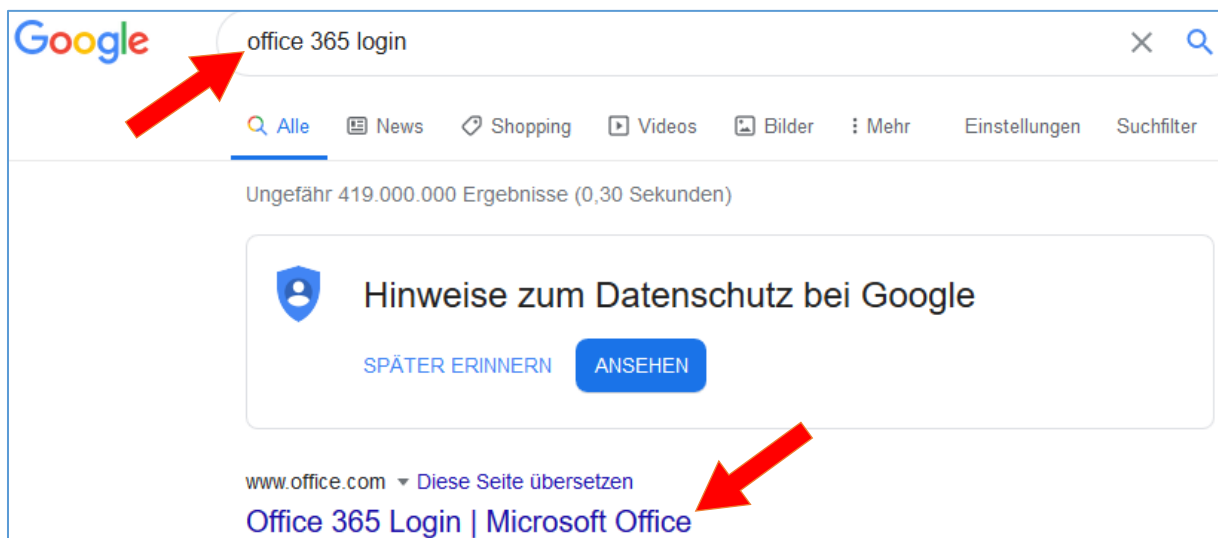 Google
office 365 login
Alle News Shopping Videos Bilder Mehr Einstellungen Suchfilter
Ungefähr 419.000.000 Ergebnisse (0,30 Sekunden)
Hinweise zum Datenschutz bei Google
SPÄTER ERINNERN ANSEHEN
www.office.com Diese Seite übersetzen
Office 365 Login | Microsoft Office